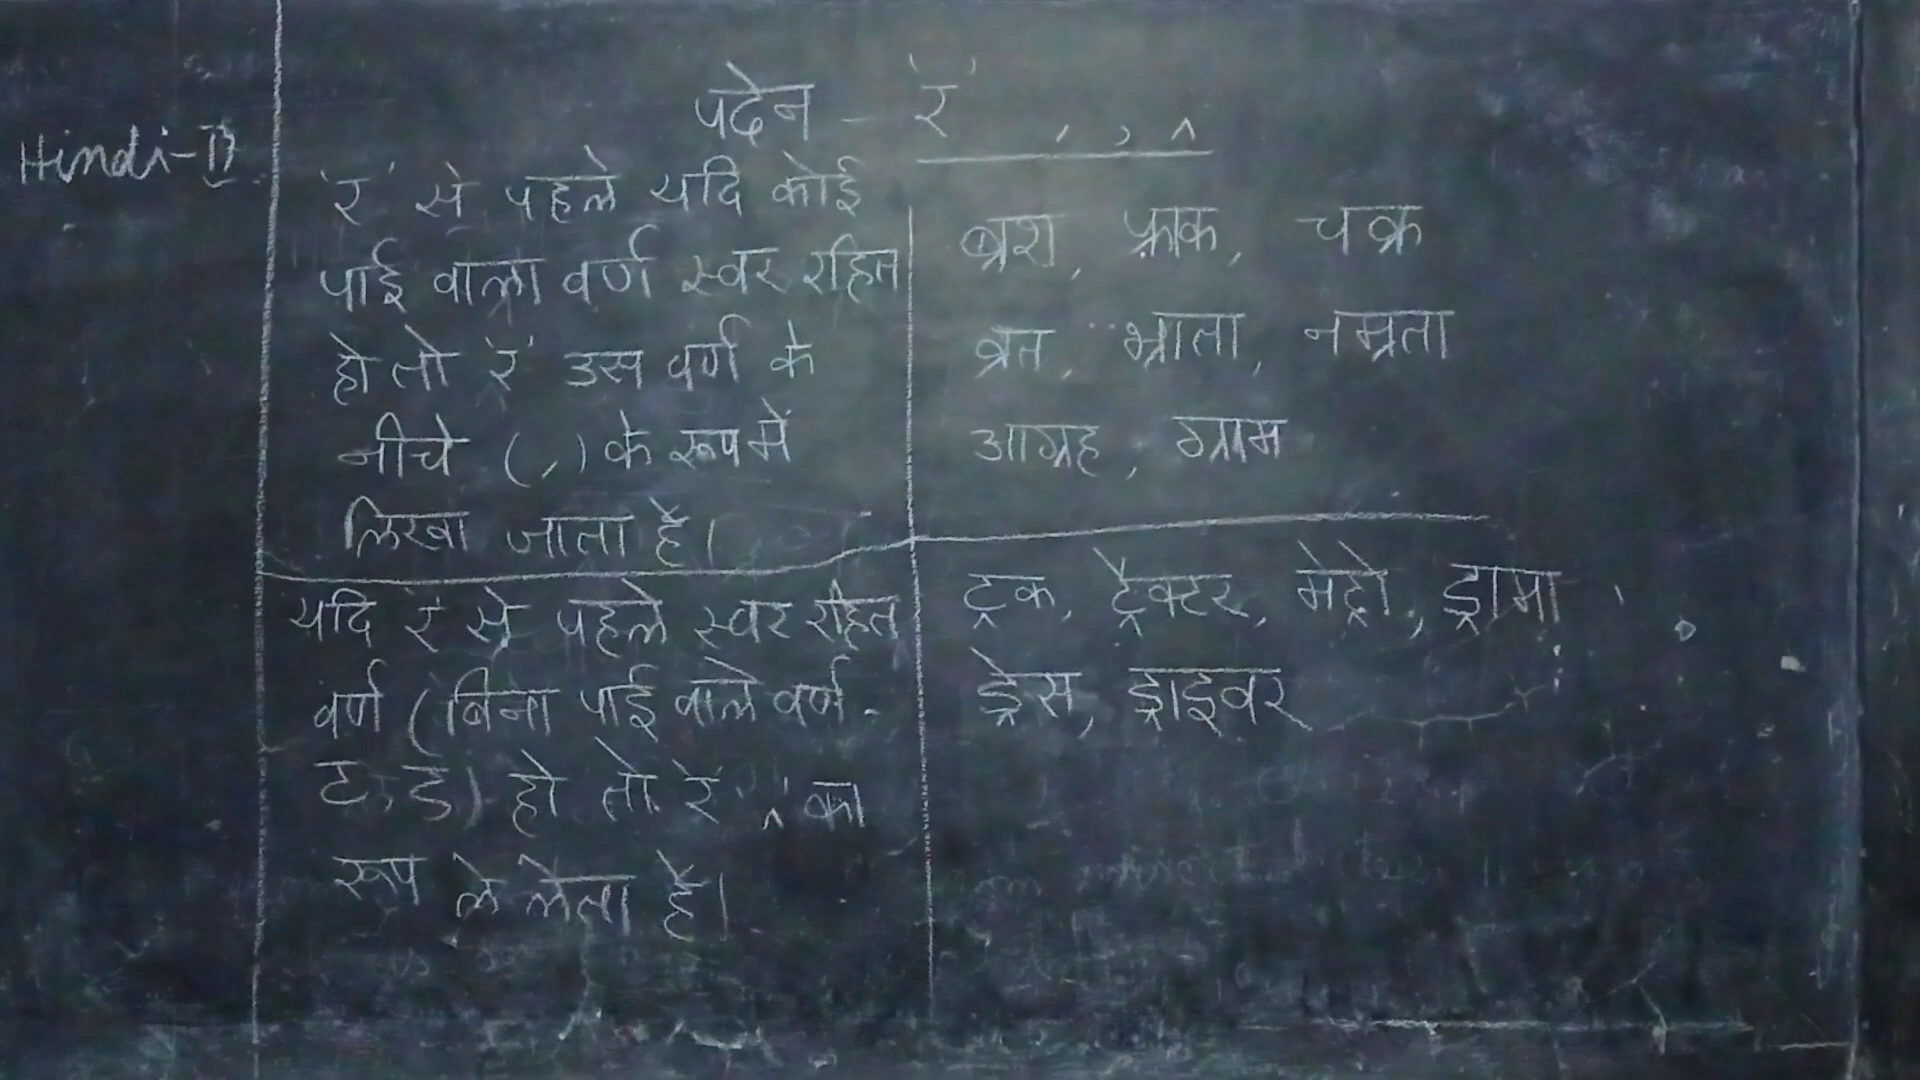 Hindi-B
पदेन - 'र' , , ^
'र' से पहले यदि कोई
पाई वाला वर्ण स्वर रहित
हो तो 'र' उस वर्ण के
नीचे (,) के रूप में
लिखा जाता है।
ब्रश, फ्राक, चक्र
व्रत, भ्राता, नम्रता
आग्रह, ग्राम
यदि 'र' से पहले स्वर रहित
वर्ण (बिना पाई वाले वर्ण -
ट, ड) हो तो 'र' '^' का
रूप ले लेता है।
ट्रक, ट्रैक्टर, मेट्रो, ड्रामा
ड्रेस, ड्राइवर